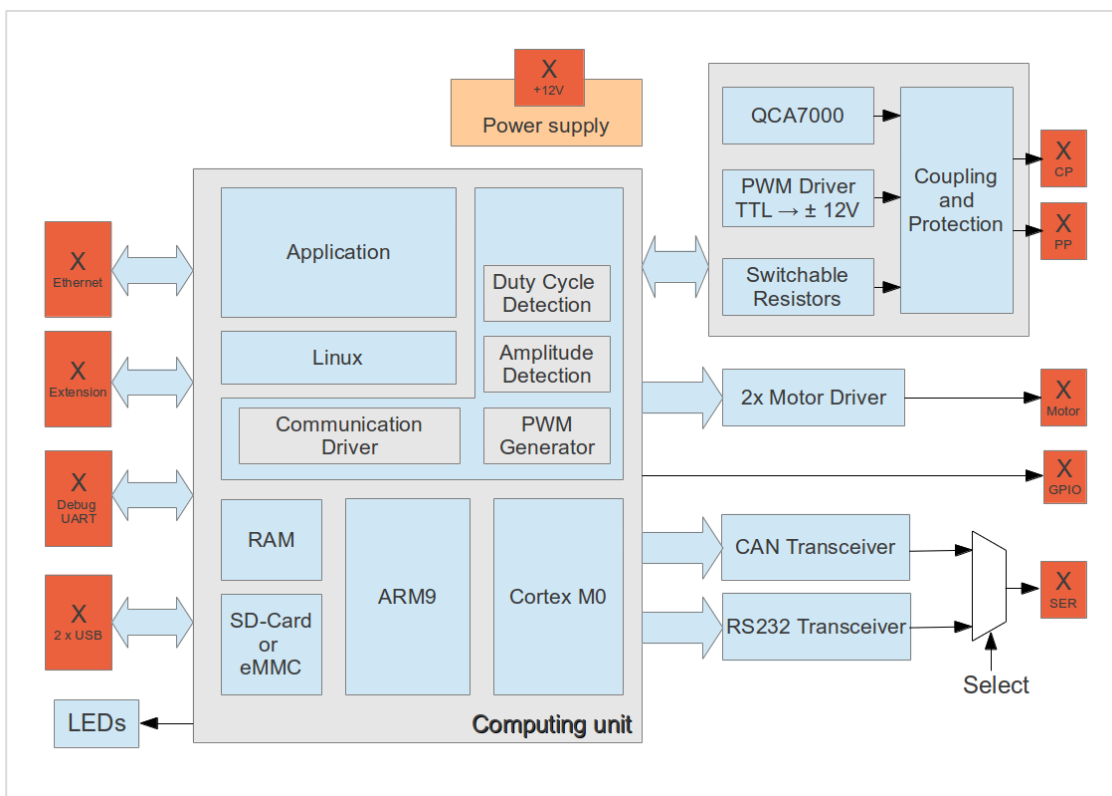 X
+12V
Power supply
QCA7000
PWM Driver
TTL → ± 12V
Switchable
Resistors
Coupling
and
Protection
X
CP
X
PP
X
Ethernet
X
Extension
X
Debug
UART
X
2 x USB
LEDs
Application
Linux
Duty Cycle
Detection
Amplitude
Detection
Communication
Driver
PWM
Generator
RAM
SD-Card
or
eMMC
ARM9
Cortex M0
Computing unit
2x Motor Driver
X
Motor
X
GPIO
CAN Transceiver
RS232 Transceiver
X
SER
Select